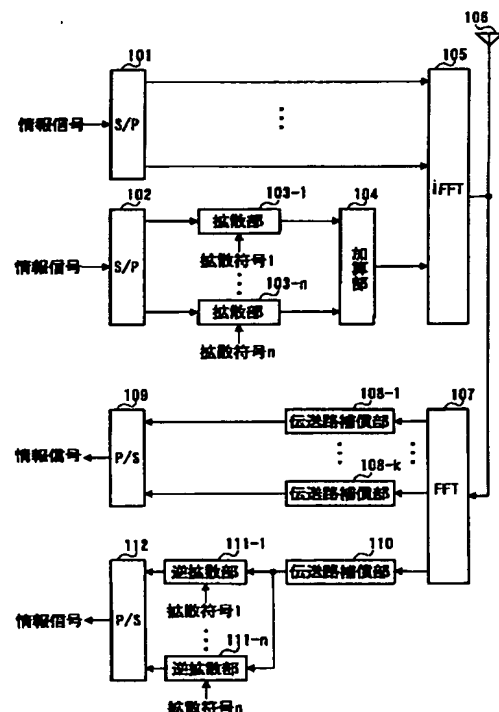 106
101
105
情報信号
S/P
iFFT
102
103-1
104
情報信号
S/P
拡散部
拡散符号1
加算部
103-n
拡散部
拡散符号n
109
108-1
107
情報信号
P/S
伝送路補償部
108-k
伝送路補償部
FFT
112
111-1
110
情報信号
P/S
逆拡散部
伝送路補償部
拡散符号1
111-n
逆拡散部
拡散符号n